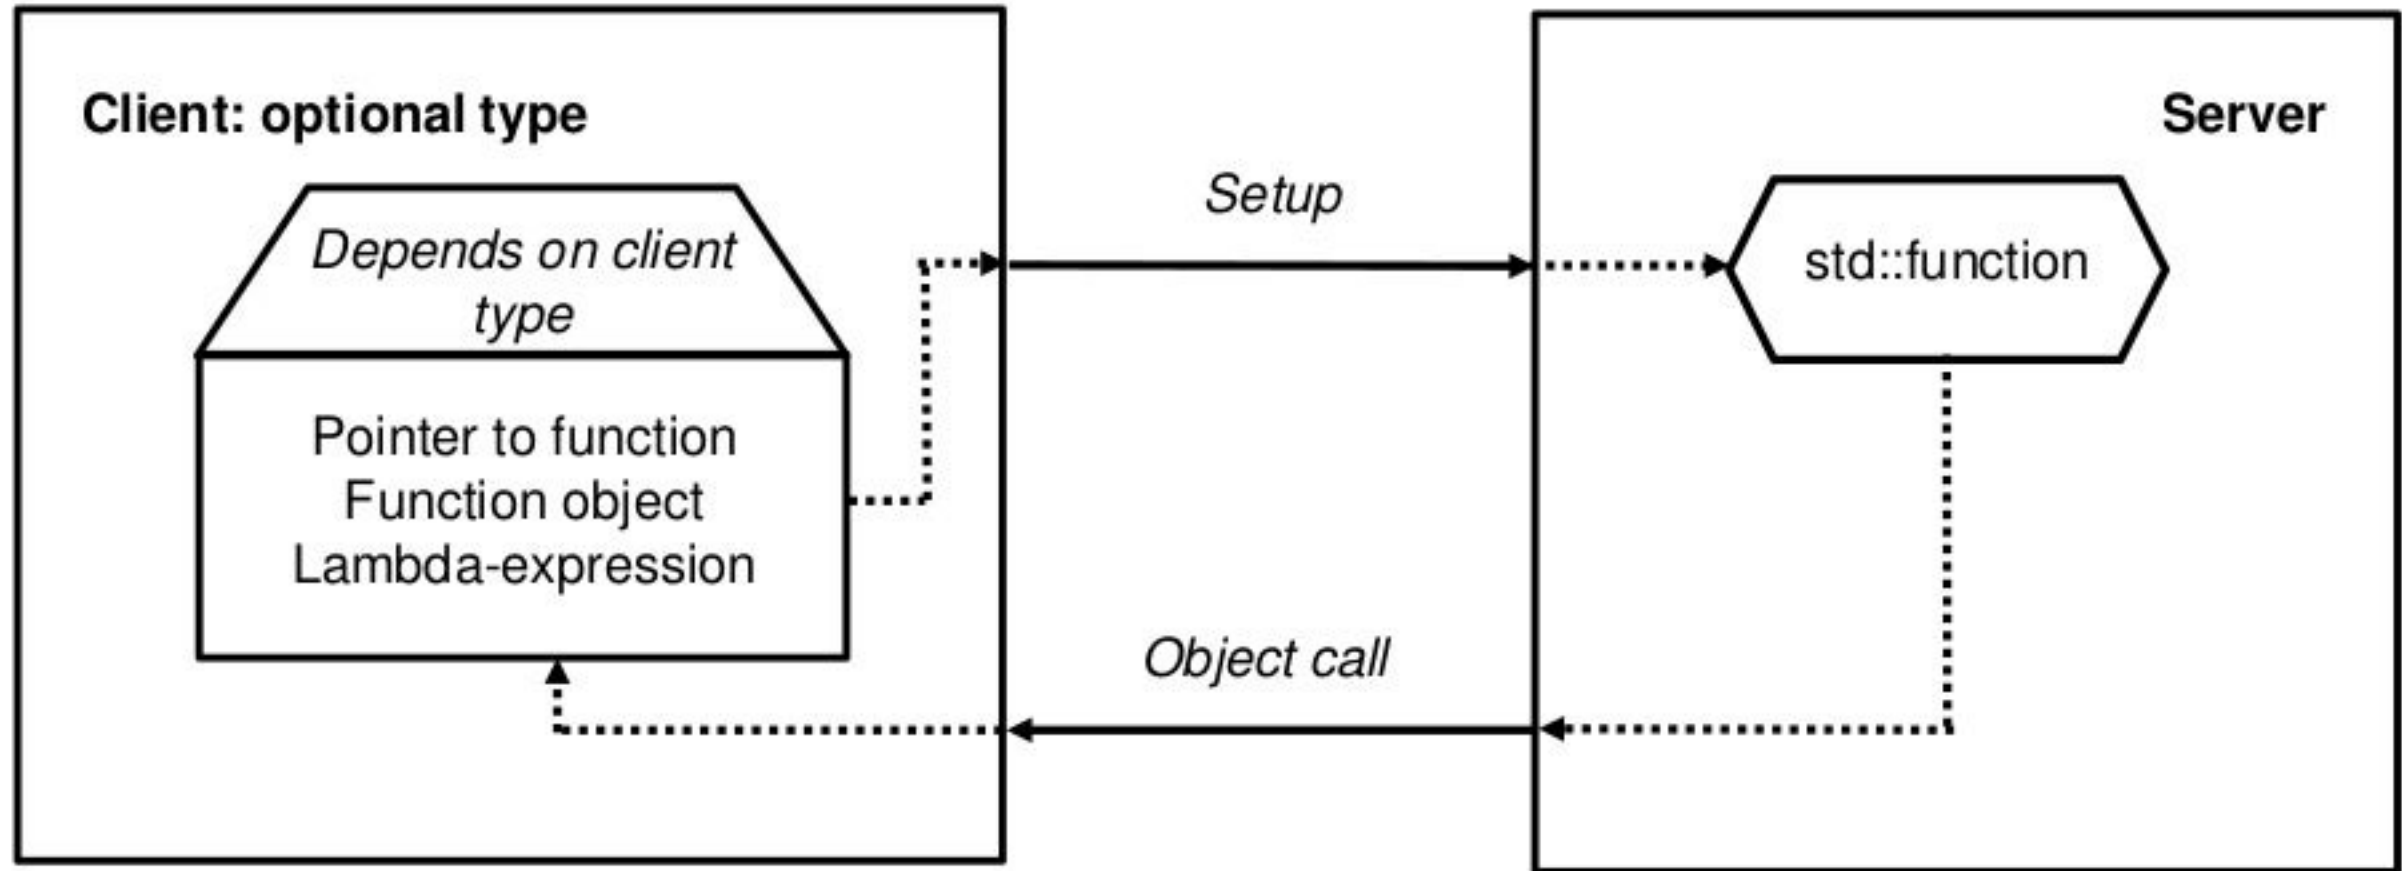 Client: optional type
Depends on client
type
Pointer to function
Function object
Lambda-expression
Setup
Object call
Server
std::function